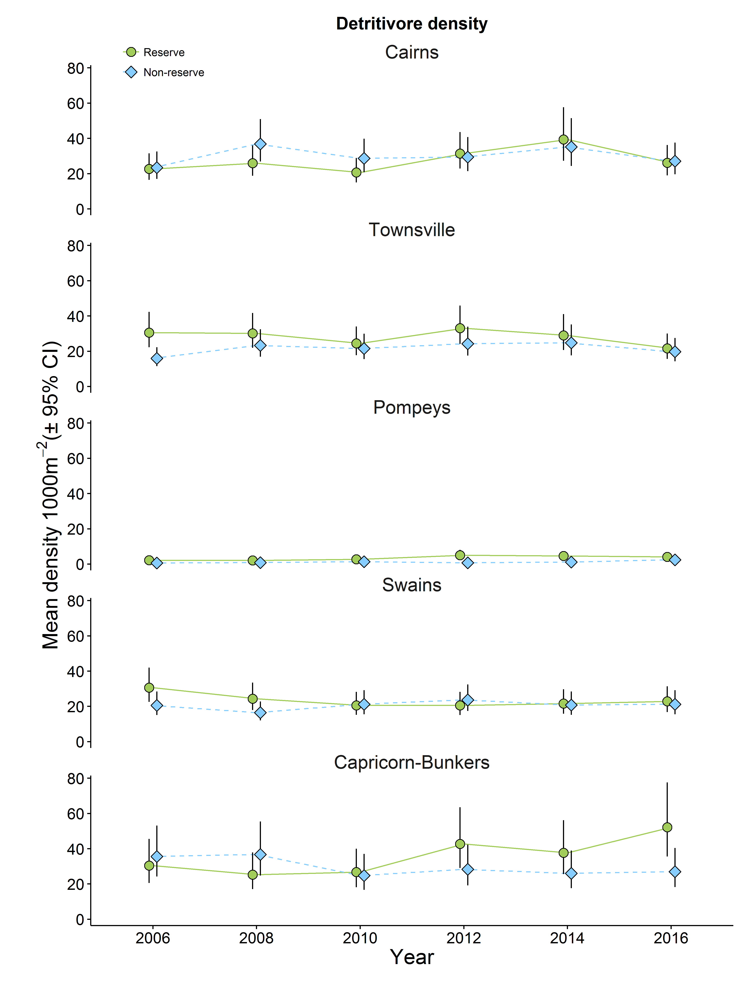 Detritivore density
Cairns
Reserve
Non-reserve
80
60
40
20
0
Townsville
80
60
40
20
0
Pompeys
80
60
40
20
0
Swains
80
60
40
20
0
Capricorn-Bunkers
80
60
40
20
0
Mean density 1000m⁻²(± 95% CI)
2006 2008 2010 2012 2014 2016
Year